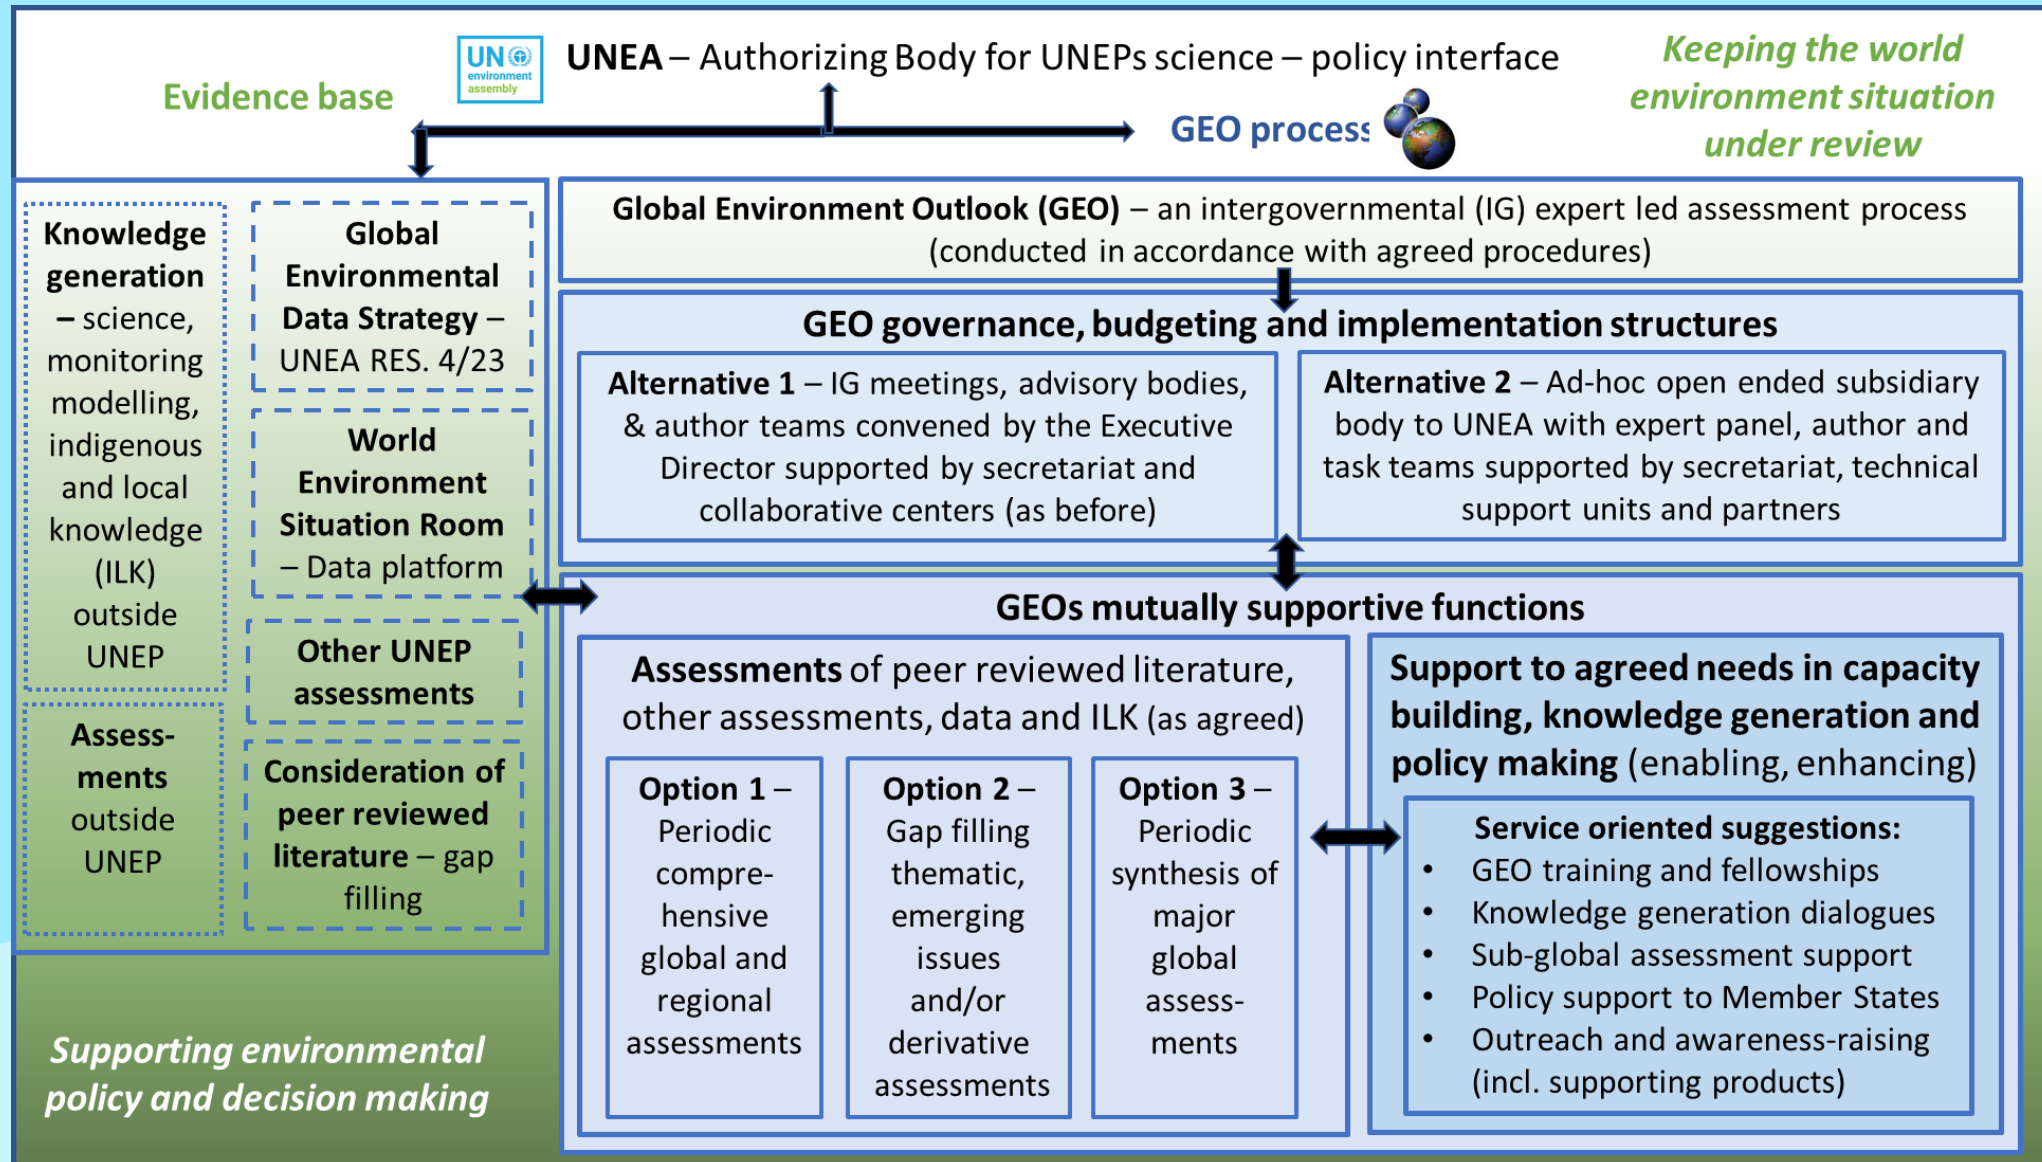 UN
environment
assembly
UNEA – Authorizing Body for UNEPs science – policy interface
Keeping the world
environment situation
under review
Evidence base
GEO process
Knowledge
generation
– science,
monitoring
modelling,
indigenous
and local
knowledge
(ILK)
outside
UNEP
Assess-
ments
outside
UNEP
Global
Environmental
Data Strategy –
UNEA RES. 4/23
World
Environment
Situation Room
– Data platform
Other UNEP
assessments
Consideration of
peer reviewed
literature – gap
filling
Supporting environmental
policy and decision making
Global Environment Outlook (GEO) – an intergovernmental (IG) expert led assessment process
(conducted in accordance with agreed procedures)
GEO governance, budgeting and implementation structures
Alternative 1 – IG meetings, advisory bodies,
& author teams convened by the Executive
Director supported by secretariat and
collaborative centers (as before)
Alternative 2 – Ad-hoc open ended subsidiary
body to UNEA with expert panel, author and
task teams supported by secretariat, technical
support units and partners
GEOs mutually supportive functions
Assessments of peer reviewed literature,
other assessments, data and ILK (as agreed)
Option 1 –
Periodic
compre-
hensive
global and
regional
assessments
Option 2 –
Gap filling
thematic,
emerging
issues
and/or
derivative
assessments
Option 3 –
Periodic
synthesis of
major
global
assess-
ments
Support to agreed needs in capacity
building, knowledge generation and
policy making (enabling, enhancing)
Service oriented suggestions:
• GEO training and fellowships
• Knowledge generation dialogues
• Sub-global assessment support
• Policy support to Member States
• Outreach and awareness-raising
(incl. supporting products)